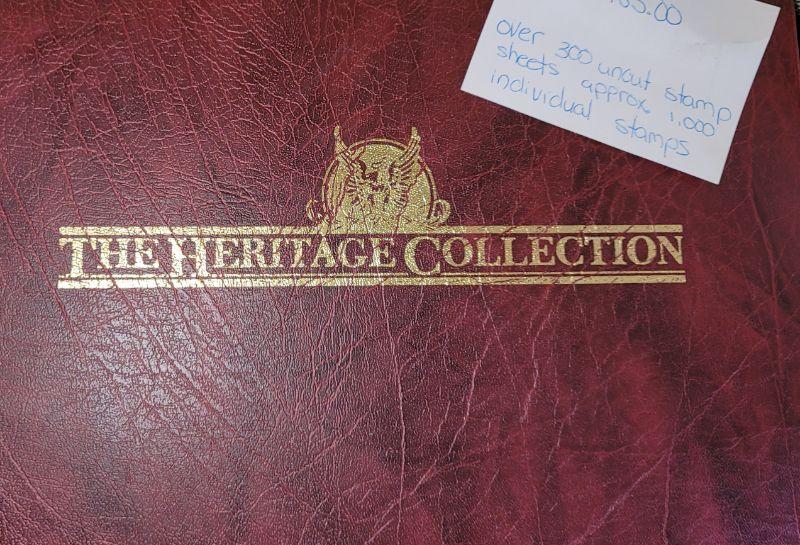 over 300 uncut stamp
sheets approx. 1,000
individual stamps
THE HERITAGE COLLECTION